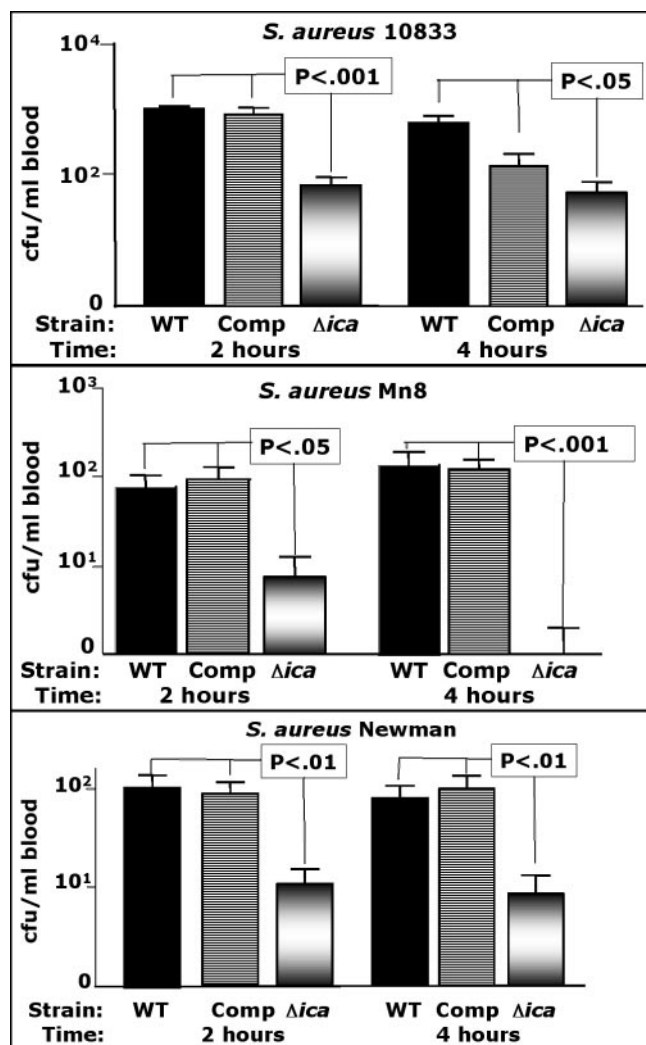 S. aureus 10833
10⁴
P<.001
P<.05
10²
cfu/ml blood
0
Strain: WT Comp Δica WT Comp Δica
Time: 2 hours 4 hours
S. aureus Mn8
10³
P<.05
P<.001
10²
cfu/ml blood
10¹
0
Strain: WT Comp Δica WT Comp Δica
Time: 2 hours 4 hours
S. aureus Newman
P<.01
P<.01
10²
cfu/ml blood
10¹
0
Strain: WT Comp Δica WT Comp Δica
Time: 2 hours 4 hours